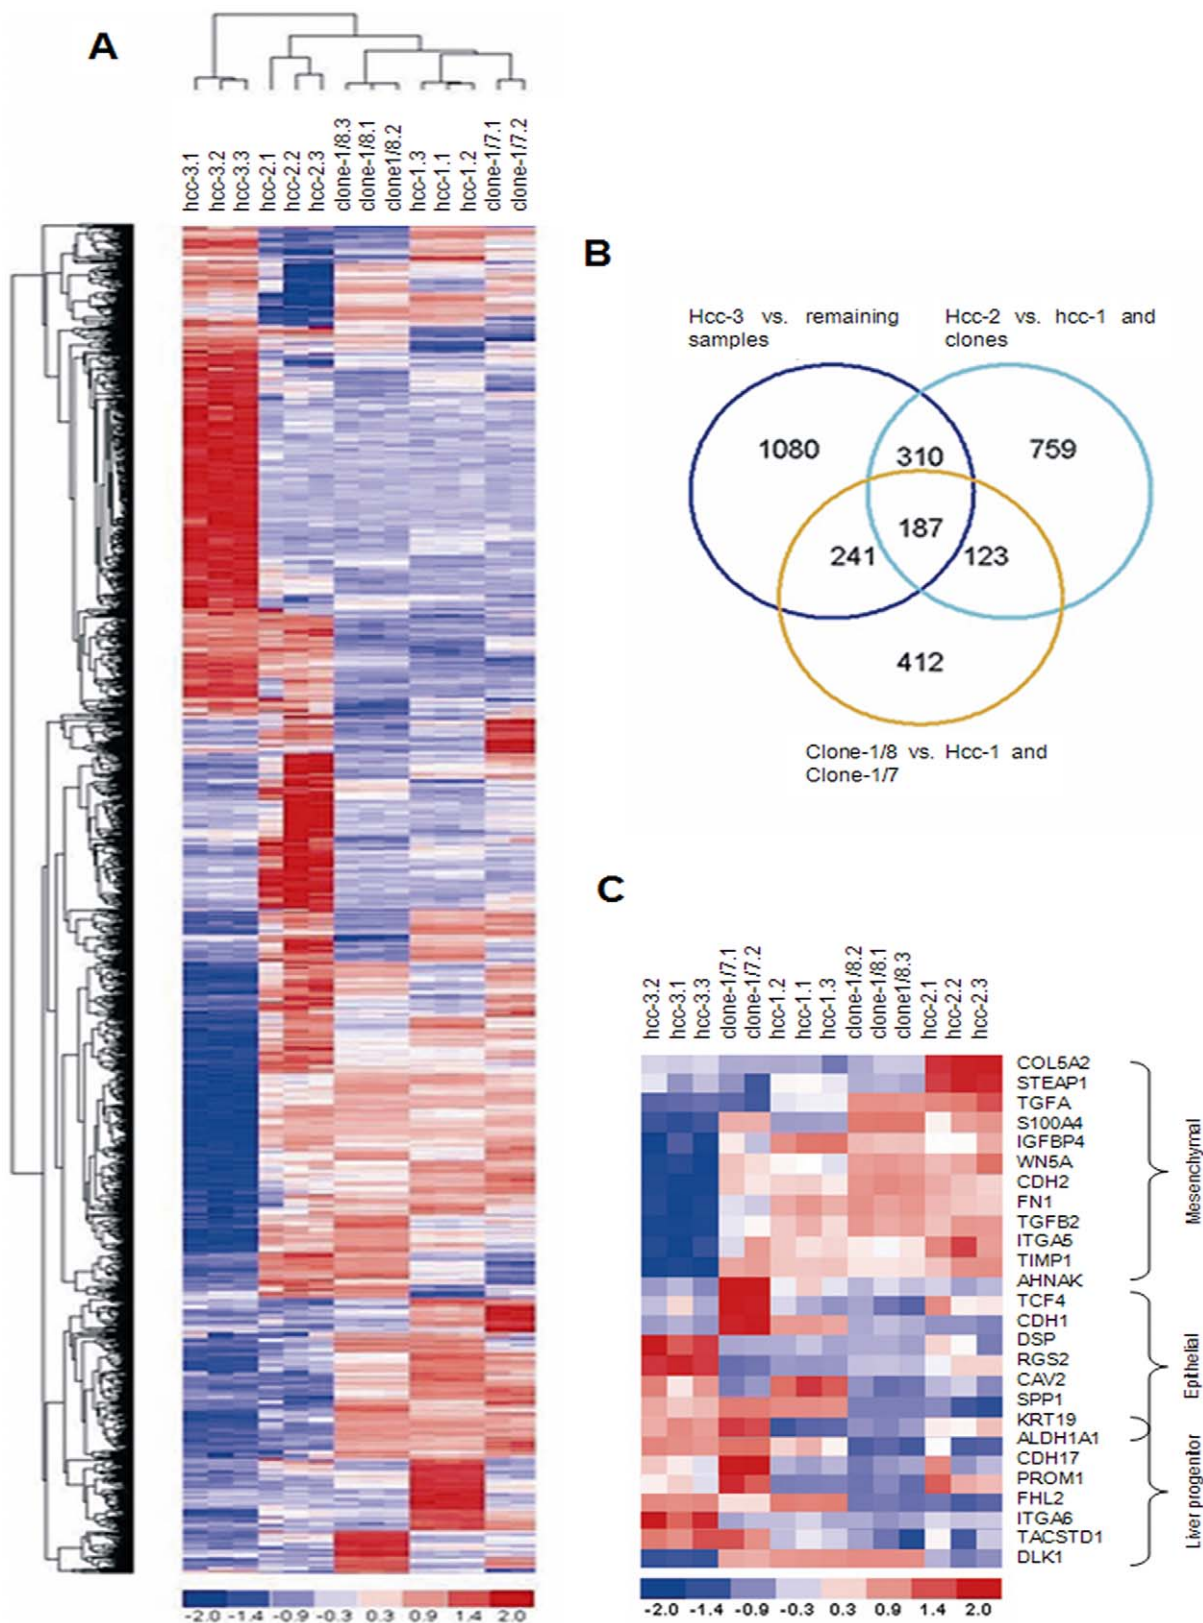 A
hcc-3.1
hcc-3.2
hcc-3.3
hcc-2.1
hcc-2.2
hcc-2.3
clone-1/8.3
clone-1/8.1
clone1/8.2
hcc-1.3
hcc-1.1
hcc-1.2
clone-1/7.1
clone-1/7.2
-2.0 -1.4 -0.9 -0.3 0.3 0.9 1.4 2.0
B
Hcc-3 vs. remaining
samples
Hcc-2 vs. hcc-1 and
clones
1080
310
759
187
241
123
412
Clone-1/8 vs. Hcc-1 and
Clone-1/7
C
hcc-3.2
hcc-3.1
hcc-3.3
clone-1/7.1
clone-1/7.2
hcc-1.2
hcc-1.1
hcc-1.3
clone-1/8.2
clone-1/8.1
clone1/8.3
hcc-2.1
hcc-2.2
hcc-2.3
COL5A2
STEAP1
TGFA
S100A4
IGFBP4
WN5A
CDH2
FN1
TGFB2
ITGA5
TIMP1
AHNAK
TCF4
CDH1
DSP
RGS2
CAV2
SPP1
KRT19
ALDH1A1
CDH17
PROM1
FHL2
ITGA6
TACSTD1
DLK1
Mesenchymal
Epithelial
Liver progenitor
-2.0 -1.4 -0.9 -0.3 0.3 0.9 1.4 2.0